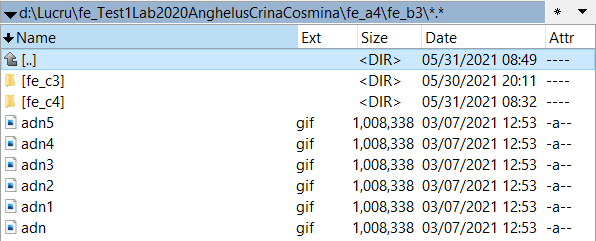 d:\Lucru\fe_Test1Lab2020AnghelusCrinaCosmina\fe_a4\fe_b3\*.* * ▼
Name Ext Size Date Attr
[..] <DIR> 05/31/2021 08:49 ----
[fe_c3] <DIR> 05/30/2021 20:11 ----
[fe_c4] <DIR> 05/31/2021 08:32 ----
adn5 gif 1,008,338 03/07/2021 12:53 -a--
adn4 gif 1,008,338 03/07/2021 12:53 -a--
adn3 gif 1,008,338 03/07/2021 12:53 -a--
adn2 gif 1,008,338 03/07/2021 12:53 -a--
adn1 gif 1,008,338 03/07/2021 12:53 -a--
adn gif 1,008,338 03/07/2021 12:53 -a--